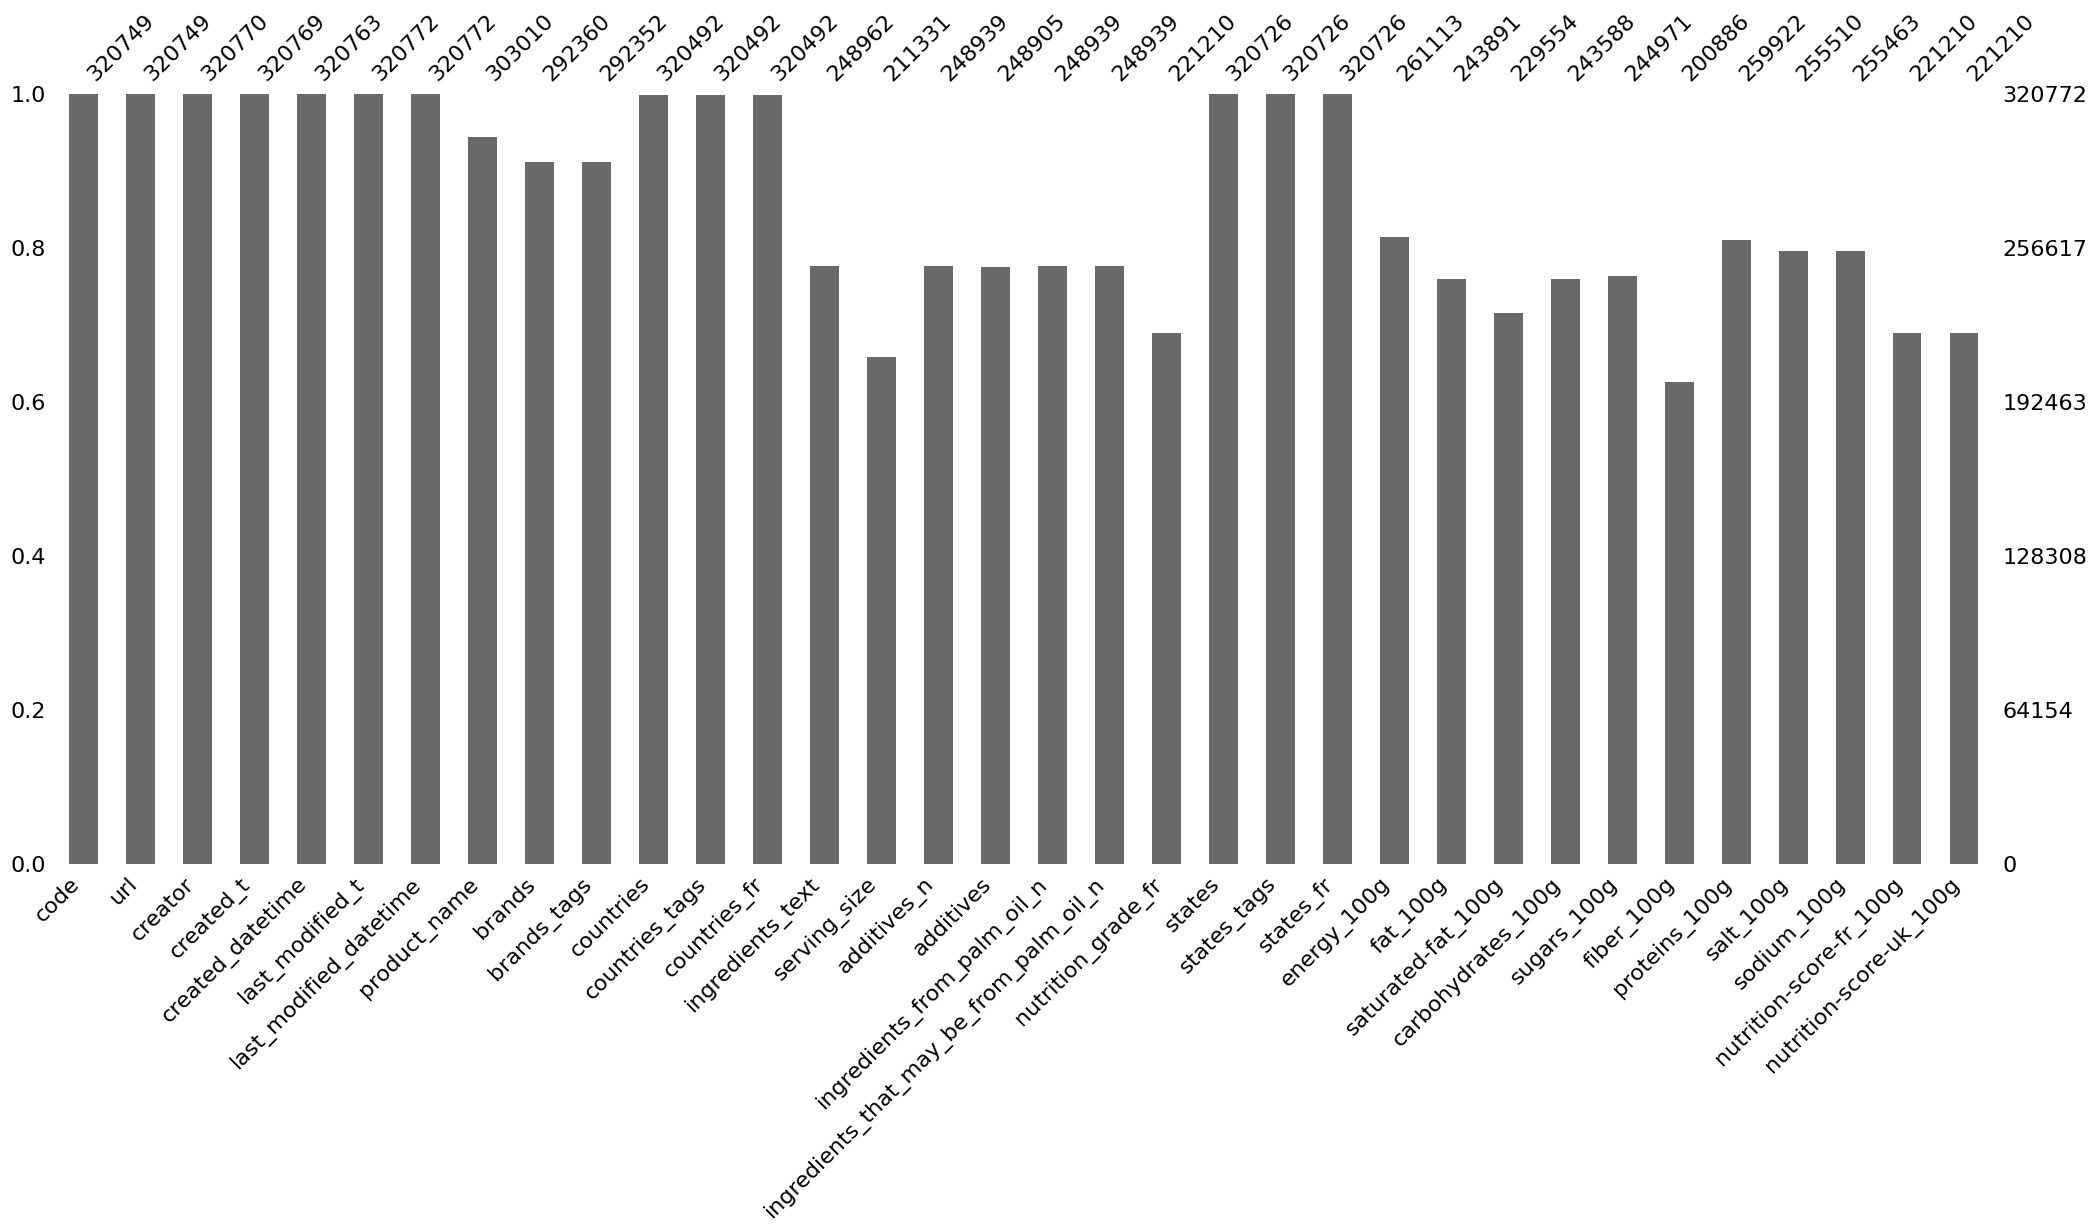 320749
320749
320770
320769
320763
320772
320772
303010
292360
292352
320492
320492
320492
248962
211331
248939
248905
248939
248939
221210
320726
320726
320726
261113
243891
229554
243588
244971
200886
259922
255510
255463
221210
221210
1.0
320772
0.8
256617
0.6
192463
0.4
128308
0.2
64154
0.0
0
code
url
creator
created_t
created_datetime
last_modified_t
last_modified_datetime
product_name
brands
brands_tags
countries
countries_tags
countries_fr
ingredients_text
serving_size
additives_n
additives
ingredients_from_palm_oil_n
ingredients_that_may_be_from_palm_oil_n
nutrition_grade_fr
states
states_tags
states_fr
energy_100g
fat_100g
saturated-fat_100g
carbohydrates_100g
sugars_100g
fiber_100g
proteins_100g
salt_100g
sodium_100g
nutrition-score-fr_100g
nutrition-score-uk_100g